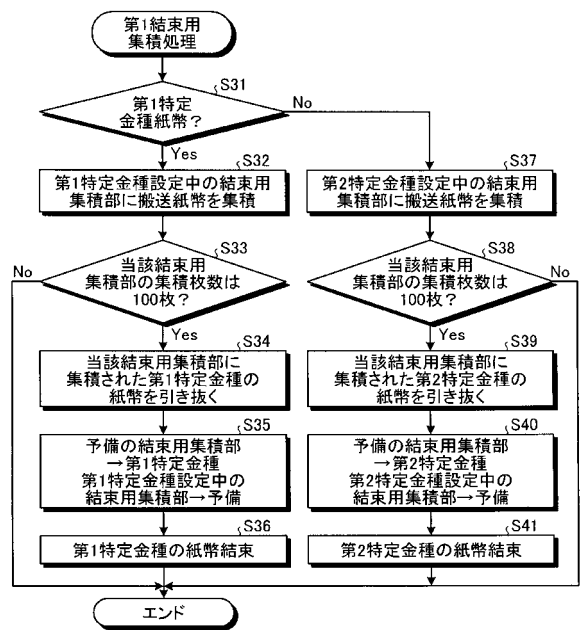 第1結束用
集積処理
S31
第1特定
金種紙幣?
No
Yes
S32
第1特定金種設定中の結束用
集積部に搬送紙幣を集積
S33
当該結束用
集積部の集積枚数は
100枚?
No
Yes
S34
当該結束用集積部に
集積された第1特定金種の
紙幣を引き抜く
S35
予備の結束用集積部
→第1特定金種
第1特定金種設定中の
結束用集積部→予備
S36
第1特定金種の紙幣結束
S37
第2特定金種設定中の結束用
集積部に搬送紙幣を集積
S38
当該結束用
集積部の集積枚数は
100枚?
No
Yes
S39
当該結束用集積部に
集積された第2特定金種の
紙幣を引き抜く
S40
予備の結束用集積部
→第2特定金種
第2特定金種設定中の
結束用集積部→予備
S41
第2特定金種の紙幣結束
エンド